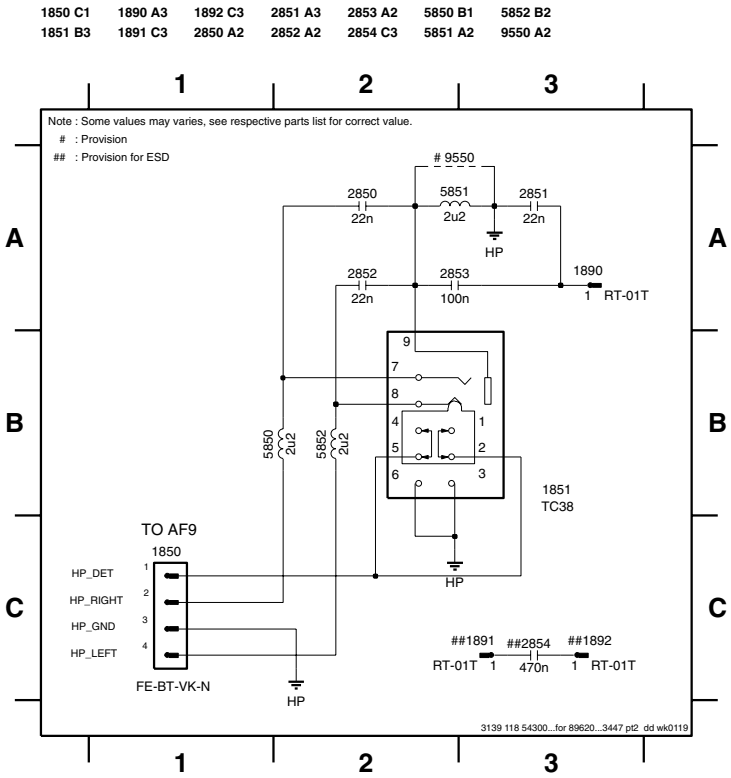 1850 C1 1890 A3 1892 C3 2851 A3 2853 A2 5850 B1 5852 B2
1851 B3 1891 C3 2850 A2 2852 A2 2854 C3 5851 A2 9550 A2
1 2 3
Note : Some values may varies, see respective parts list for correct value.
# : Provision
## : Provision for ESD
# 9550
2850 5851 2851
22n 2u2 22n
A A
HP
2852 2853 1890
22n 100n 1 RT-01T
9
7
8
B B
4 1
5850 2u2 5852 2u2
5 2
6 3
1851
TC38
TO AF9
1850
HP
HP_DET 1
HP_RIGHT 2
C C
HP_GND 3
HP_LEFT 4
##1891 ##2854 ##1892
RT-01T 1 470n 1 RT-01T
FE-BT-VK-N
HP
3139 118 54300...for 89620...3447 pt2 dd wk0119
1 2 3